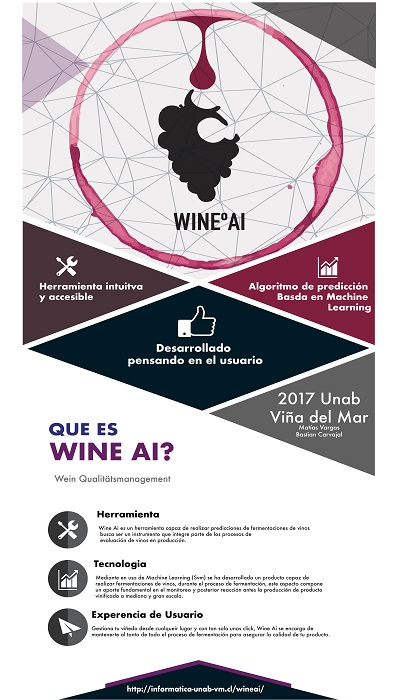 WINEºAI
Herramienta intuitva
y accesible
Algoritmo de predicción
Basda en Machine
Learning
Desarrollado
pensando en el usuario
2017 Unab
Viña del Mar
Matías Vargas
Bastian Carvajal
QUE ES
WINE AI?
Wein Qualitätsmanagement
Herramienta
Wine Ai es un herramienta capaz de realizar predicciones de fermentaciones de vinos
busca ser un instrumento que integre parte de los procesos de
evaluación de vinos en producción.
Tecnologia
Mediante en uso de Machine Learning (Svm) se ha desarrollado un producto capaz de
realizar fermentaciones de vinos, durante el proceso de fermentación, este aspecto compone
un aporte fundamental en el monitoreo y posterior reacción antes la producción de producto
vinificado a mediana y gran escala.
Experencia de Usuario
Gestiona tu viñedo desde cualqueir lugar y con tan solo unos click, Wine Ai se encarga de
mantenerte al tanto de todo el proceso de fermentación para asegurar la calidad de tu producto.
http://informatica-unab-vm.cl/wineai/